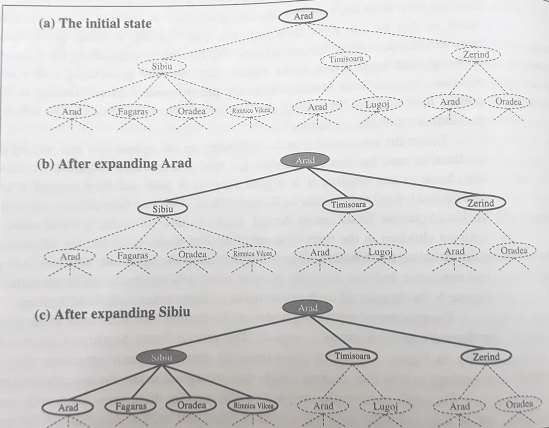 (a) The initial state
Arad
Sibiu
Timisoara
Zerind
Arad
Fagaras
Oradea
Rimnicu Vilcea
Arad
Lugoj
Arad
Oradea
(b) After expanding Arad
Arad
Sibiu
Timisoara
Zerind
Arad
Fagaras
Oradea
Rimnicu Vilcea
Arad
Lugoj
Arad
Oradea
(c) After expanding Sibiu
Arad
Sibiu
Timisoara
Zerind
Arad
Fagaras
Oradea
Rimnicu Vilcea
Arad
Lugoj
Arad
Oradea